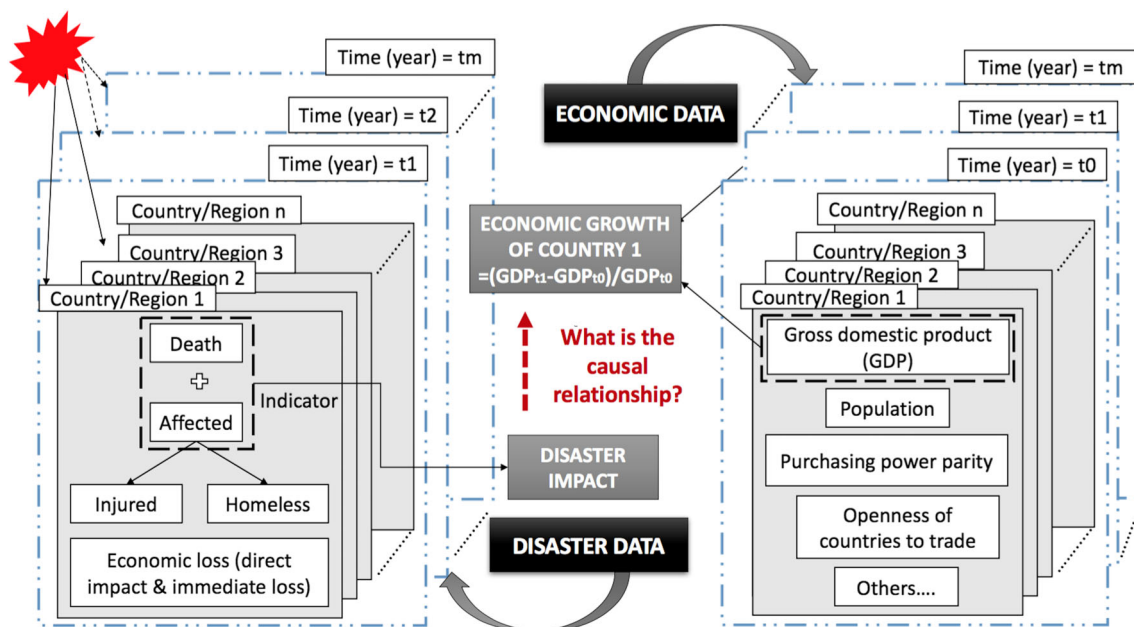 Time (year) = tm
Time (year) = t2
Time (year) = t1
Country/Region n
Country/Region 3
Country/Region 2
Country/Region 1
Death
Affected
Indicator
Injured
Homeless
Economic loss (direct
impact & immediate loss)
ECONOMIC DATA
ECONOMIC GROWTH
OF COUNTRY 1
=(GDPt1-GDPt0)/GDPt0
What is the
causal
relationship?
DISASTER
IMPACT
DISASTER DATA
Time (year) = tm
Time (year) = t1
Time (year) = t0
Country/Region n
Country/Region 3
Country/Region 2
Country/Region 1
Gross domestic product
(GDP)
Population
Purchasing power parity
Openness of
countries to trade
Others....